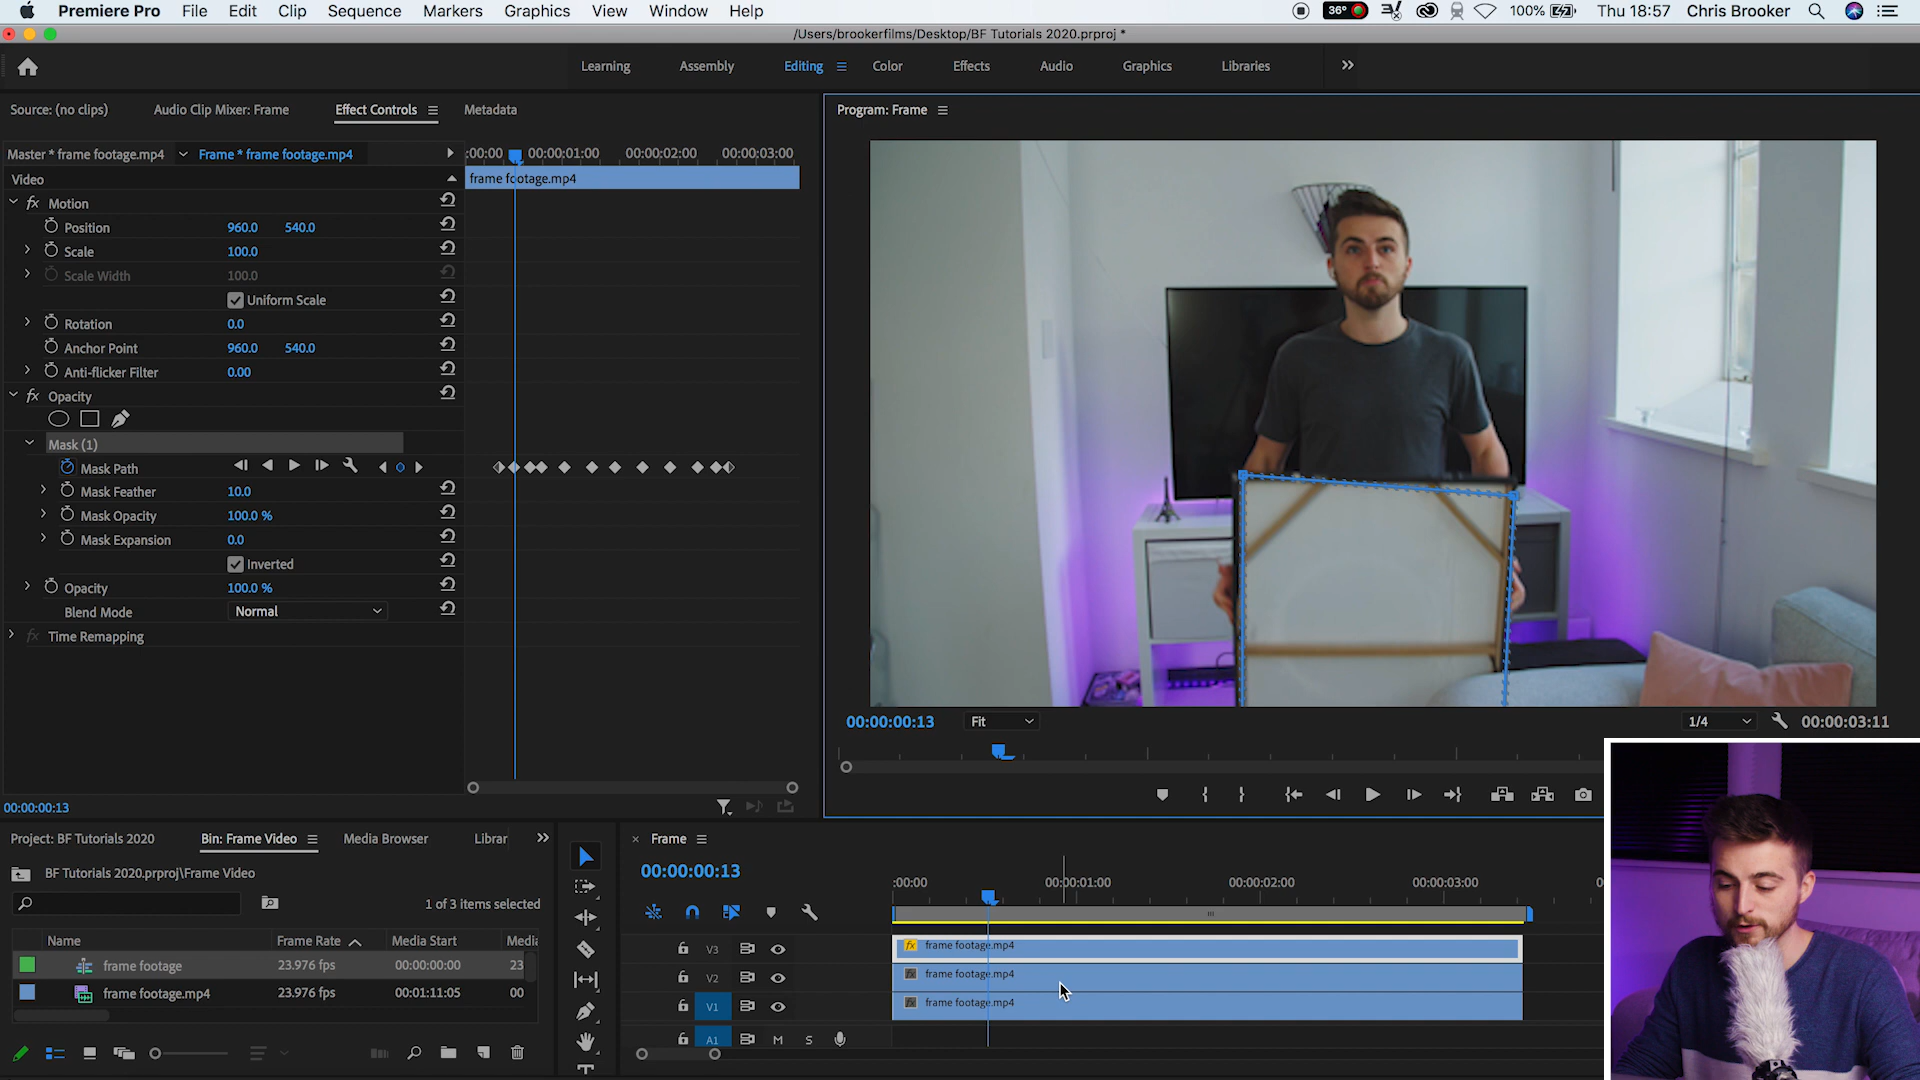 Premiere Pro File Edit Clip Sequence Markers Graphics View Window Help 36° 100% Thu 18:57 Chris Brooker
/Users/brookerfilms/Desktop/BF Tutorials 2020.prproj *
Learning Assembly Editing Color Effects Audio Graphics Libraries
Source: (no clips) Audio Clip Mixer: Frame Effect Controls Metadata Program: Frame
Master * frame footage.mp4 Frame * frame footage.mp4 :00:00 00:00:01:00 00:00:02:00 00:00:03:00
Video frame footage.mp4
fx Motion
Position 960.0 540.0
Scale 100.0
Scale Width 100.0
Uniform Scale
Rotation 0.0
Anchor Point 960.0 540.0
Anti-flicker Filter 0.00
fx Opacity
Mask (1)
Mask Path
Mask Feather 10.0
Mask Opacity 100.0 %
Mask Expansion 0.0
Inverted
Opacity 100.0 %
Blend Mode Normal
fx Time Remapping
00:00:00:13 Fit 1/4 00:00:03:11
00:00:00:13
Project: BF Tutorials 2020 Bin: Frame Video Media Browser Librar Frame
BF Tutorials 2020.prproj\Frame Video 00:00:00:13
:00:00 00:00:01:00 00:00:02:00 00:00:03:00 0
1 of 3 items selected
Name Frame Rate Media Start Media
frame footage 23.976 fps 00:00:00:00 23
frame footage.mp4 23.976 fps 00:01:11:05 00
V3 fx frame footage.mp4
V2 fx frame footage.mp4
V1 fx frame footage.mp4
A1 M S